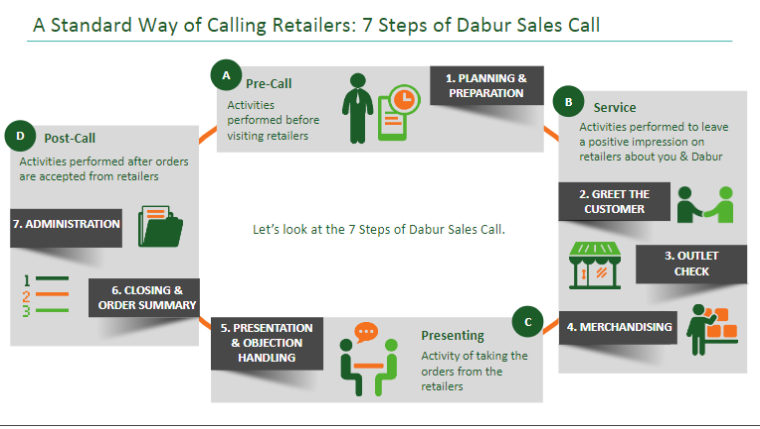 A Standard Way of Calling Retailers: 7 Steps of Dabur Sales Call
A
Pre-Call
Activities
performed before
visiting retailers
1. PLANNING &
PREPARATION
B
Service
Activities performed to leave
a positive impression on
retailers about you & Dabur
2. GREET THE
CUSTOMER
3. OUTLET
CHECK
4. MERCHANDISING
C
Presenting
Activity of taking the
orders from the
retailers
5. PRESENTATION
& OBJECTION
HANDLING
D
Post-Call
Activities performed after orders
are accepted from retailers
7. ADMINISTRATION
1
2
3
6. CLOSING &
ORDER SUMMARY
Let's look at the 7 Steps of Dabur Sales Call.